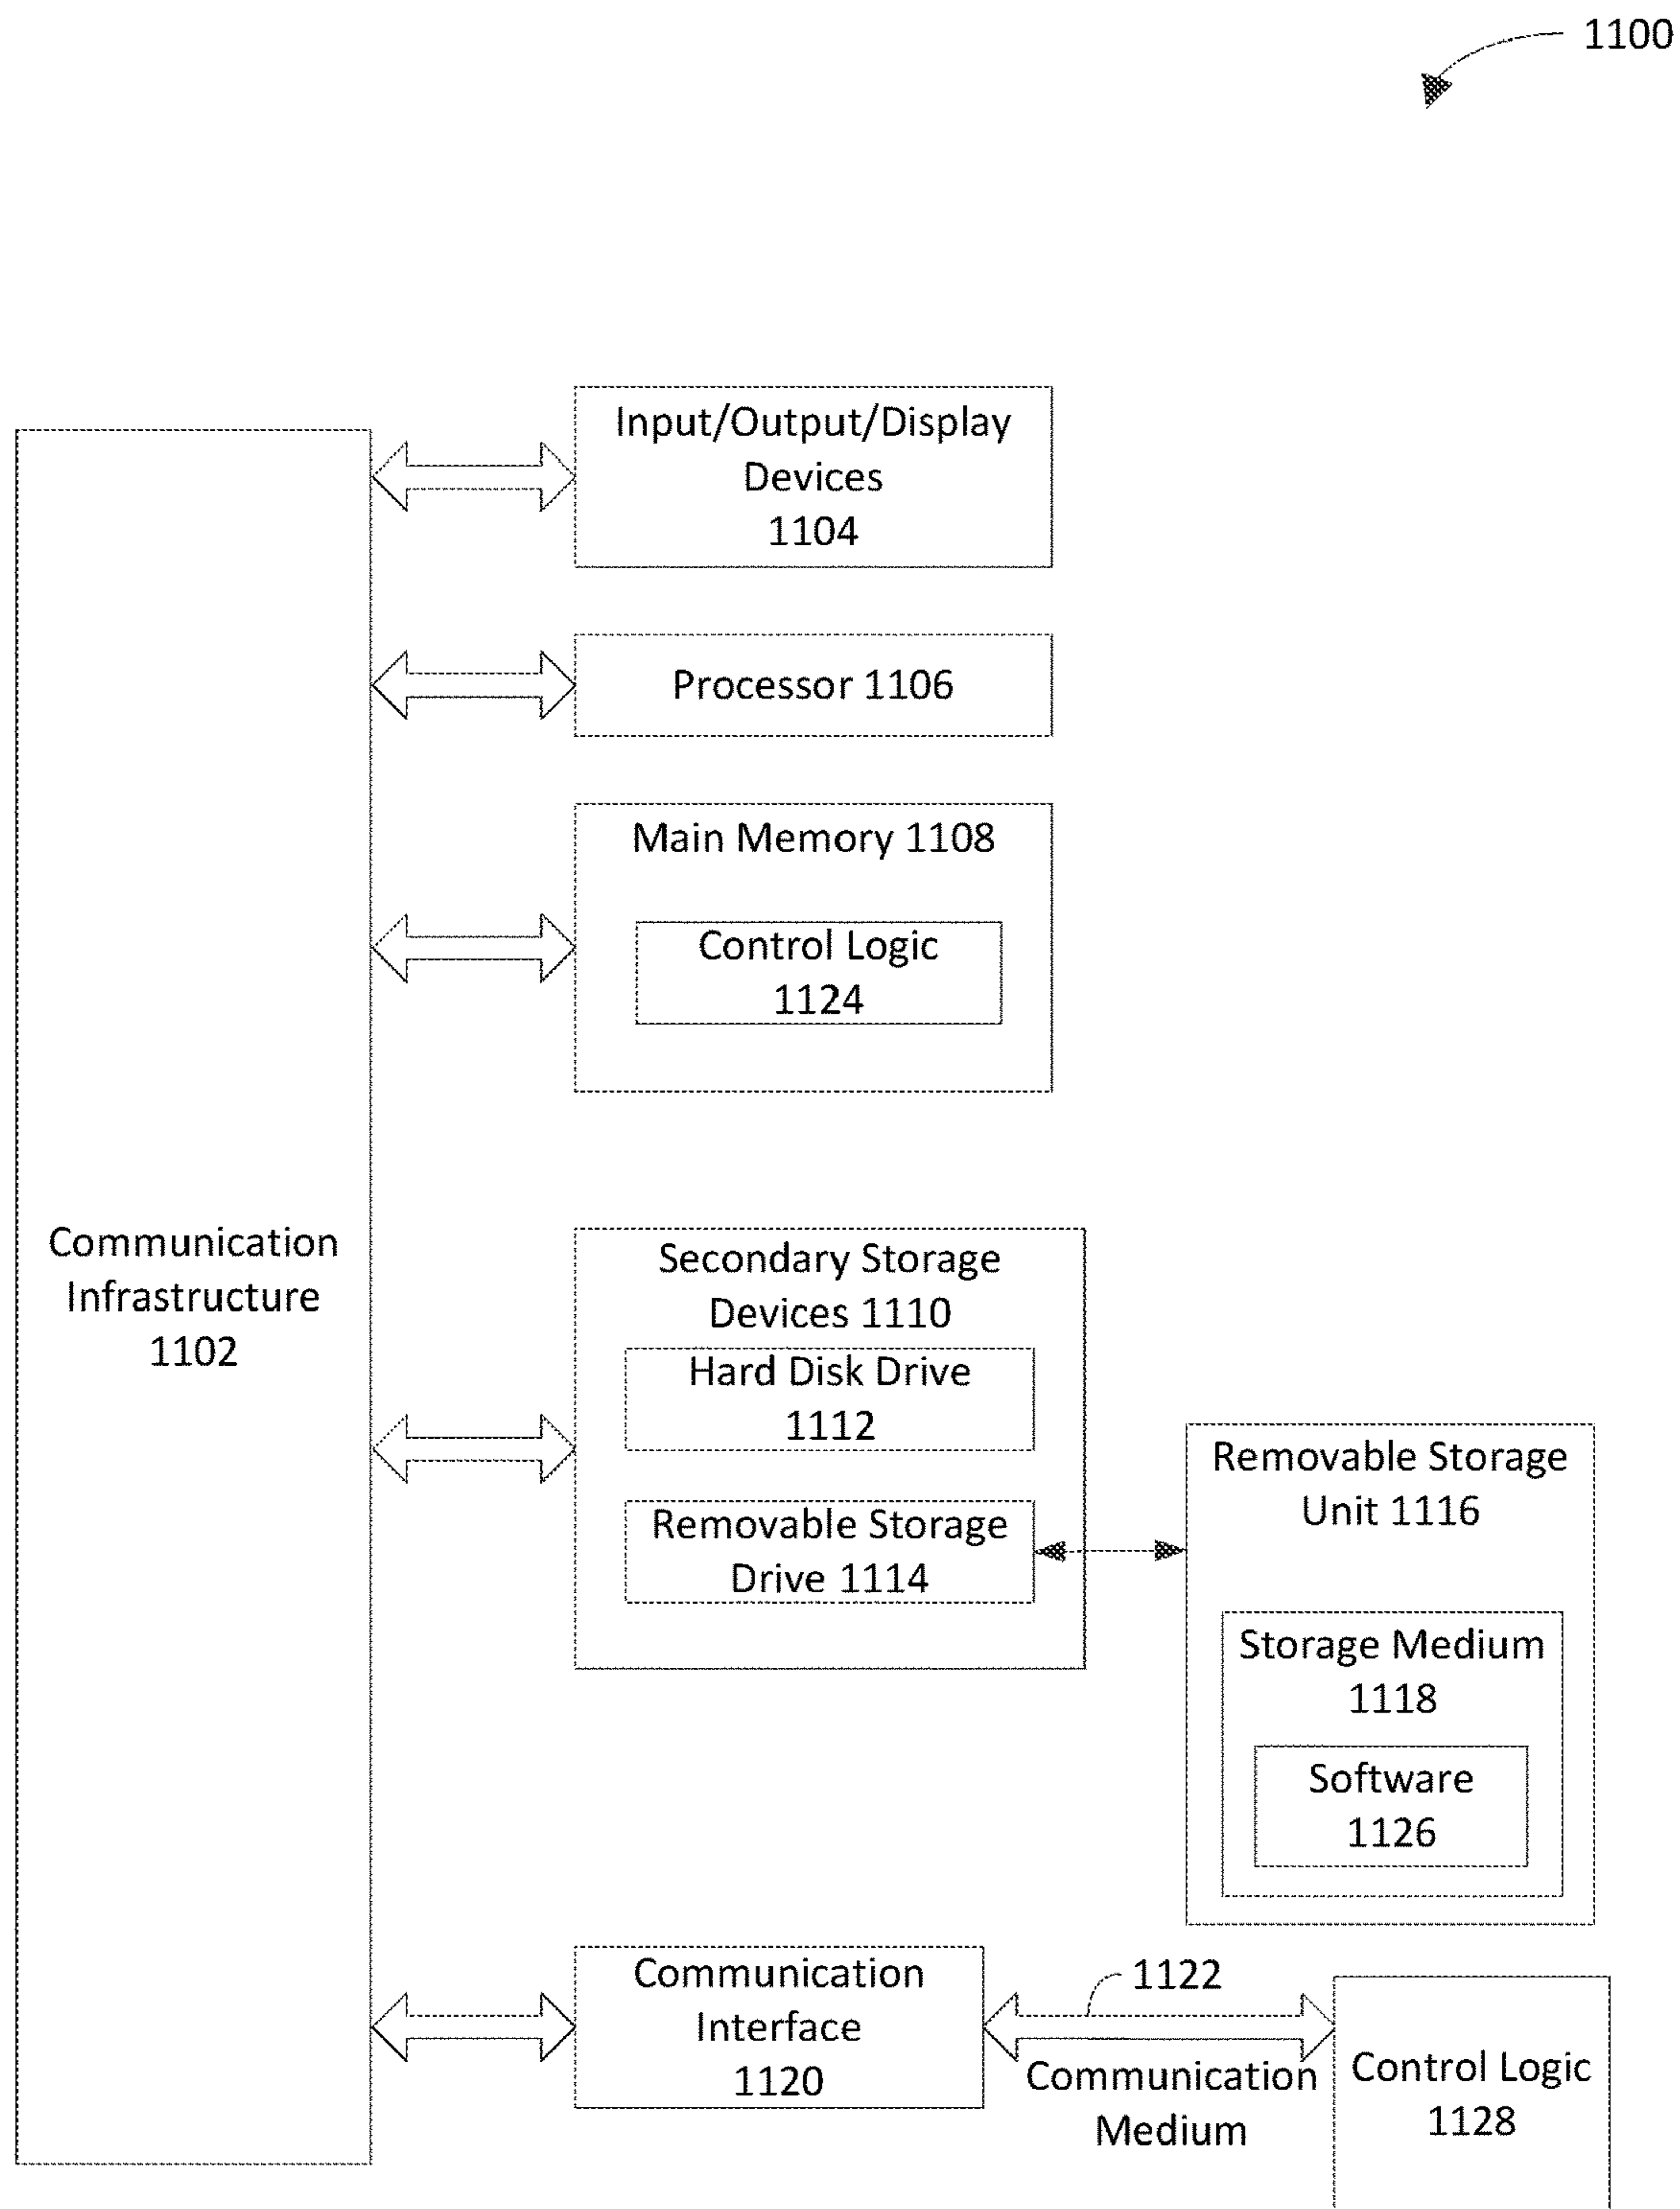 1100
Input/Output/Display
Devices
1104
Processor 1106
Main Memory 1108
Control Logic
1124
Communication
Infrastructure
1102
Secondary Storage
Devices 1110
Hard Disk Drive
1112
Removable Storage
Drive 1114
Removable Storage
Unit 1116
Storage Medium
1118
Software
1126
Communication
Interface
1120
1122
Communication
Medium
Control Logic
1128